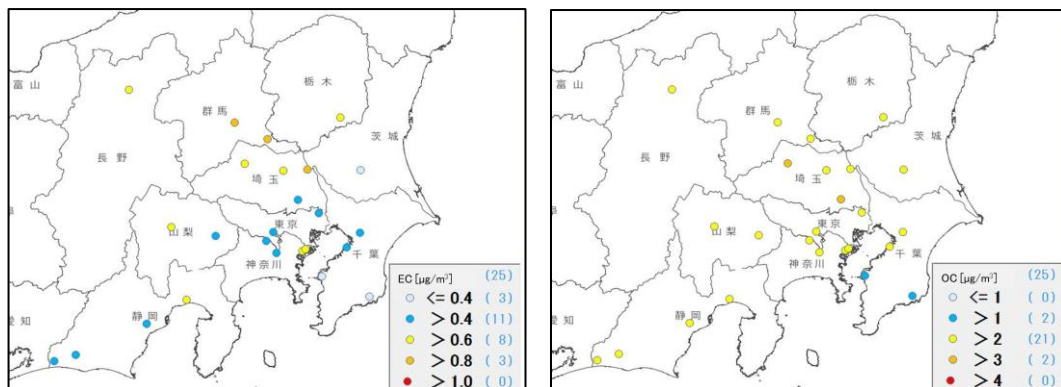 富山
栃木
群馬
茨城
長野
埼玉
東京
山梨
千葉
神奈川
静岡
愛知
EC [μg/m³] (25)
<= 0.4 ( 3)
> 0.4 (11)
> 0.6 ( 8)
> 0.8 ( 3)
> 1.0 ( 0)
富山
栃木
群馬
茨城
長野
埼玉
東京
山梨
千葉
神奈川
静岡
愛知
OC [μg/m³] (25)
<= 1 ( 0)
> 1 ( 2)
> 2 (21)
> 3 ( 2)
> 4 ( 0)